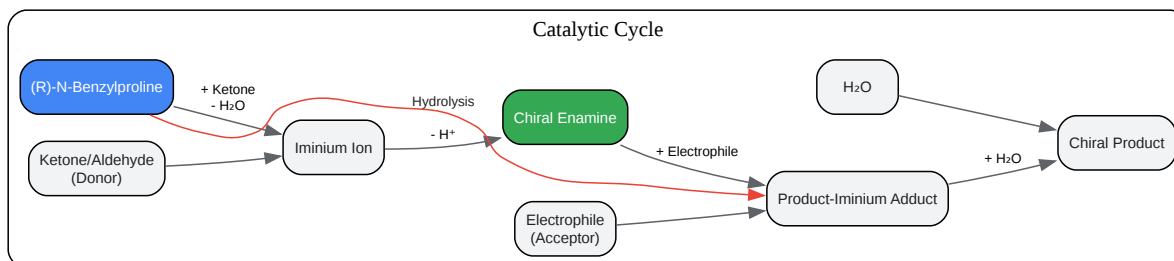 Catalytic Cycle
(R)-N-Benzylproline
+ Ketone
- H₂O
Hydrolysis
Ketone/Aldehyde
(Donor)
Iminium Ion
- H⁺
Chiral Enamine
+ Electrophile
Electrophile
(Acceptor)
Product-Iminium Adduct
H₂O
+ H₂O
Chiral Product